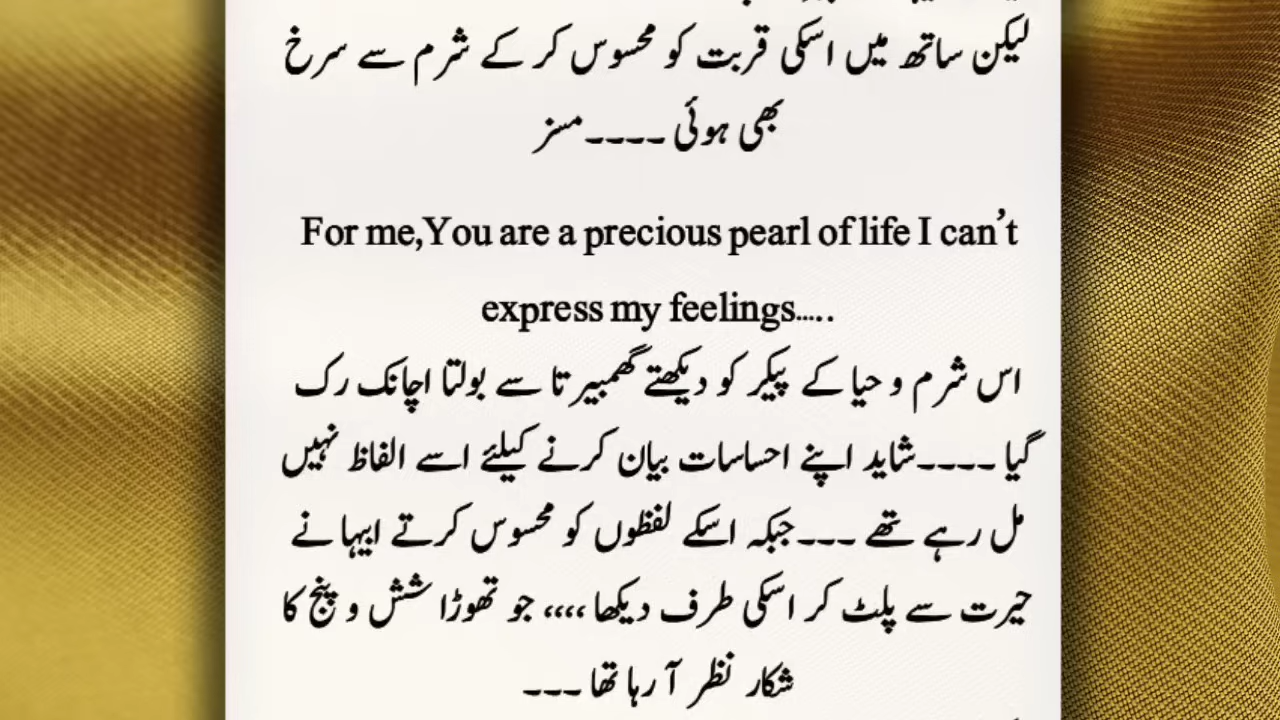 لیکن ساتھ میں اسکی قربت کو محسوس کر کے شرم سے سرخ
بھی ہوئی ۔۔۔۔مسز
For me,You are a precious pearl of life I can’t
express my feelings…..
اس شرم و حیا کے پیکر کو دیکھتے گھمبیر تا سے بولتا اچانک رک
گیا ۔۔۔۔شاید اپنے احساسات بیان کرنے کیلئے اسے الفاظ نہیں
مل رہے تھے ۔۔۔جبکہ اسکے لفظوں کو محسوس کرتے ابیہا نے
حیرت سے پلٹ کر اسکی طرف دیکھا ،،،، جو تھوڑا شش و پنج کا
شکار نظر آ رہا تھا ۔۔۔